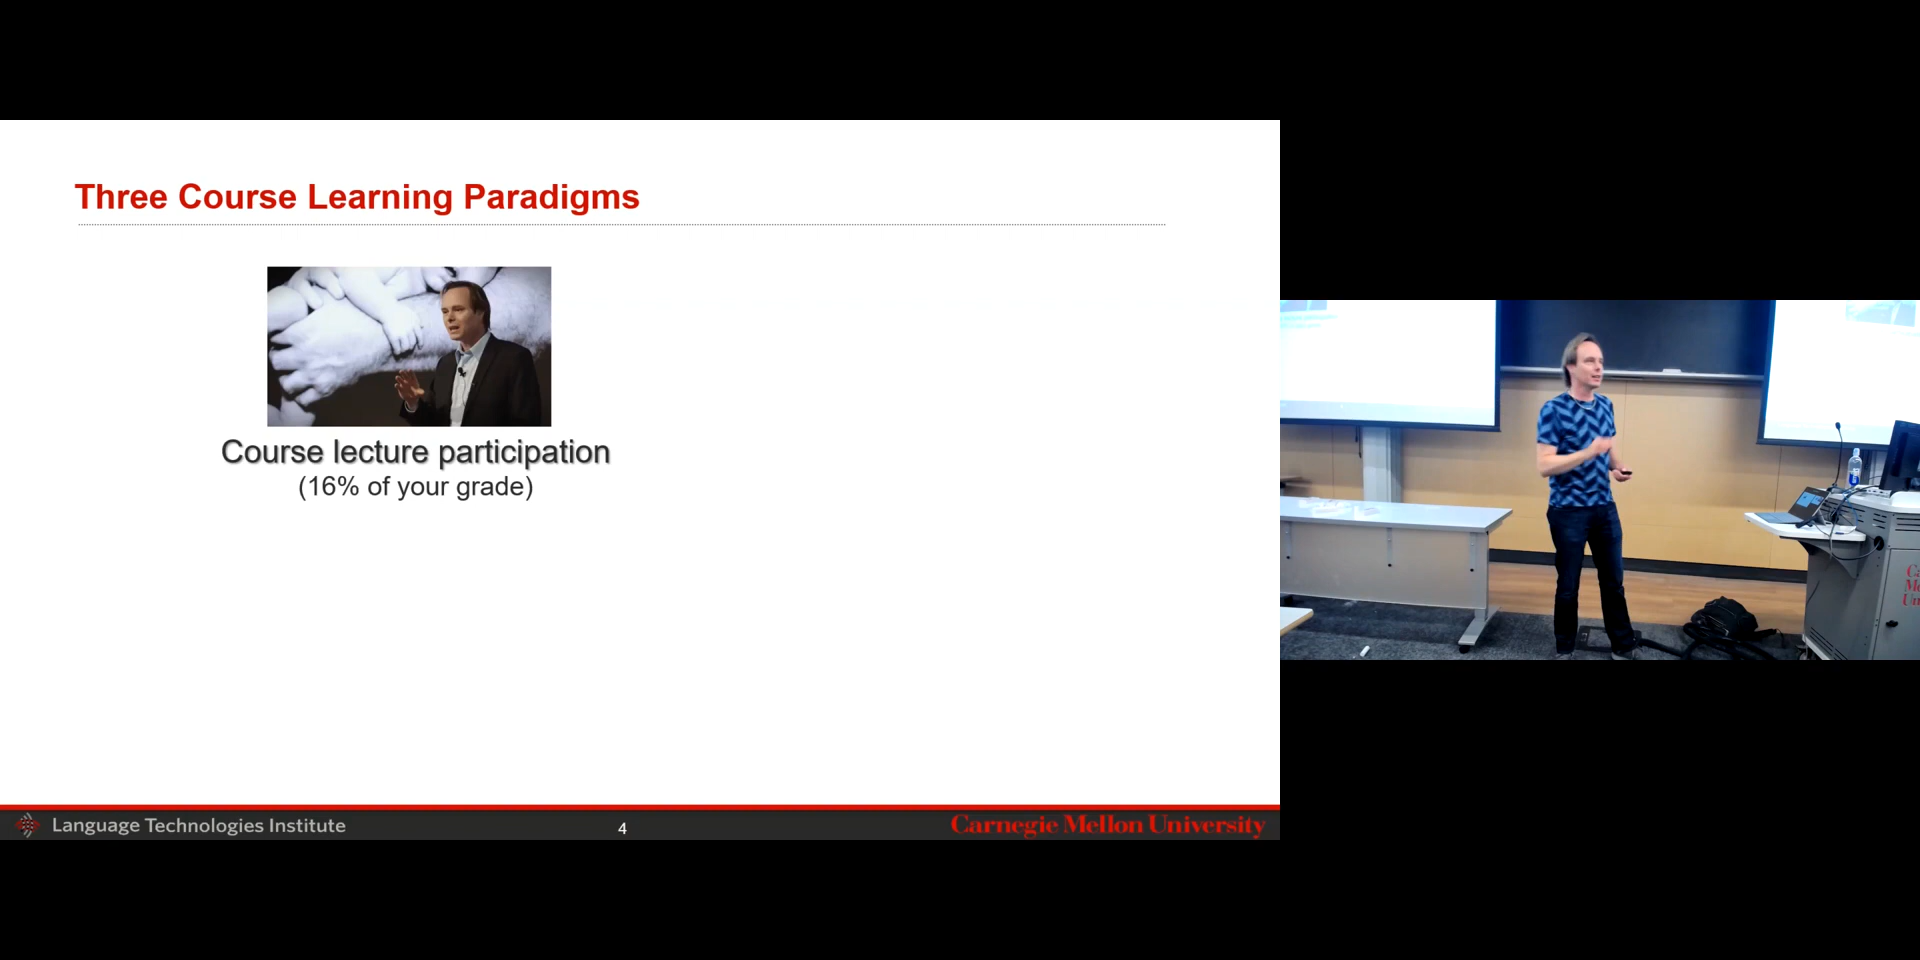 Three Course Learning Paradigms
Course lecture participation
(16% of your grade)
Language Technologies Institute
4
Carnegie Mellon University